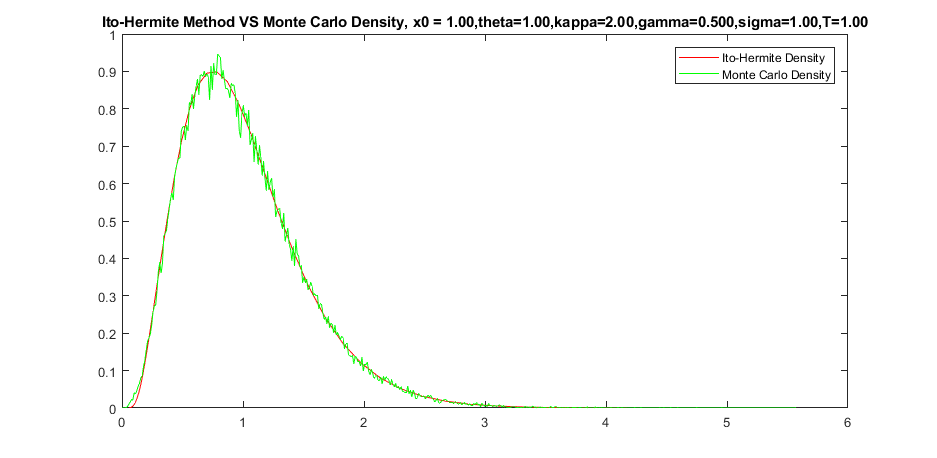 Ito-Hermite Method VS Monte Carlo Density, x0 = 1.00,theta=1.00,kappa=2.00,gamma=0.500,sigma=1.00,T=1.00
1
0.9
0.8
0.7
0.6
0.5
0.4
0.3
0.2
0.1
0
Ito-Hermite Density
Monte Carlo Density
0 1 2 3 4 5 6